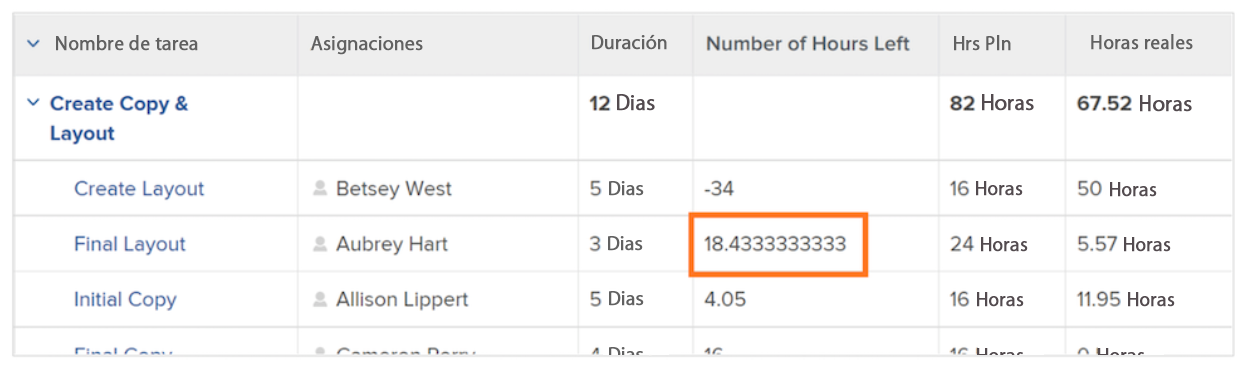 Nombre de tarea Asignaciones Duración Number of Hours Left Hrs Pln Horas reales
Create Copy & 12 Dias 82 Horas 67.52 Horas
Layout
Create Layout Betsey West 5 Dias -34 16 Horas 50 Horas
Final Layout Aubrey Hart 3 Dias 18.4333333333 24 Horas 5.57 Horas
Initial Copy Allison Lippert 5 Dias 4.05 16 Horas 11.95 Horas
Final Copy Cameron Berry 4 Dias 16 16 Horas 0 Horas